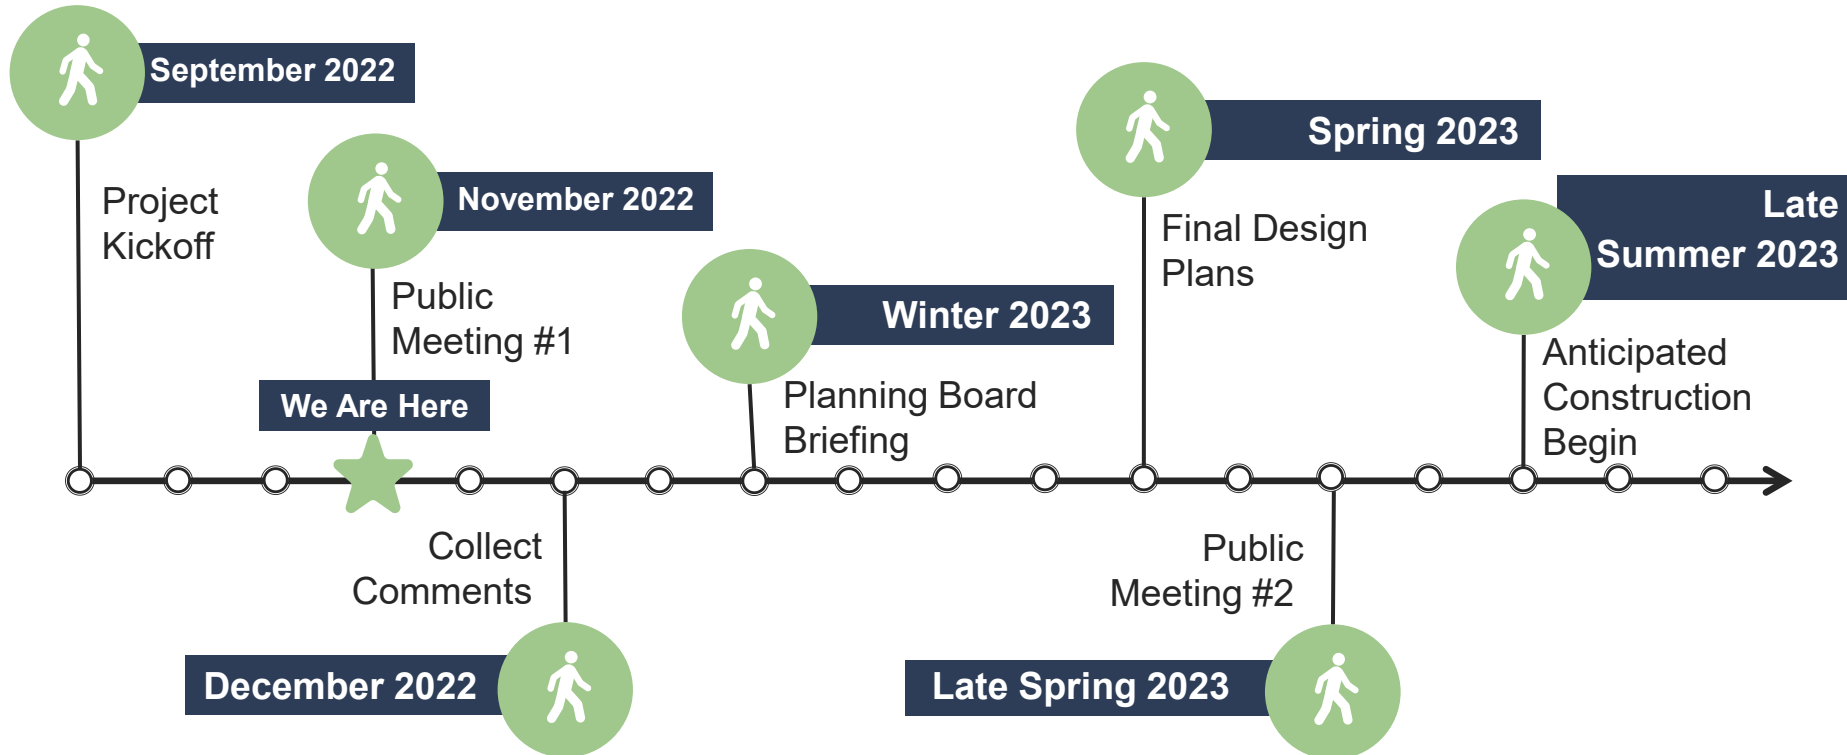 September 2022
Project
Kickoff
November 2022
Public
Meeting #1
We Are Here
Collect
Comments
December 2022
Winter 2023
Planning Board
Briefing
Spring 2023
Final Design
Plans
Public
Meeting #2
Late Spring 2023
Late
Summer 2023
Anticipated
Construction
Begin